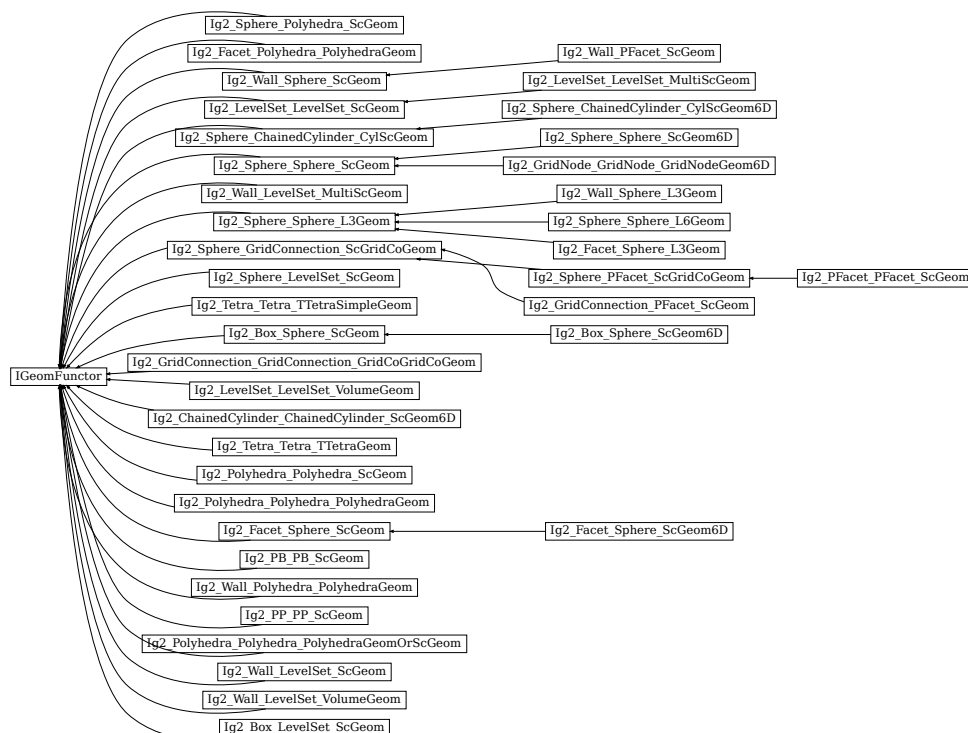 Ig2_Sphere_Polyhedra_ScGeom
Ig2_Facet_Polyhedra_PolyhedraGeom
Ig2_Wall_PFacet_ScGeom
Ig2_Wall_Sphere_ScGeom
Ig2_LevelSet_LevelSet_MultiScGeom
Ig2_LevelSet_LevelSet_ScGeom
Ig2_Sphere_ChainedCylinder_CylScGeom6D
Ig2_Sphere_ChainedCylinder_CylScGeom
Ig2_Sphere_Sphere_ScGeom6D
Ig2_Sphere_Sphere_ScGeom
Ig2_GridNode_GridNode_GridNodeGeom6D
Ig2_Wall_LevelSet_MultiScGeom
Ig2_Wall_Sphere_L3Geom
Ig2_Sphere_Sphere_L3Geom
Ig2_Sphere_Sphere_L6Geom
Ig2_Sphere_GridConnection_ScGridCoGeom
Ig2_Facet_Sphere_L3Geom
Ig2_Sphere_LevelSet_ScGeom
Ig2_Sphere_PFacet_ScGridCoGeom
Ig2_PFacet_PFacet_ScGeom
Ig2_Tetra_Tetra_TTetraSimpleGeom
Ig2_GridConnection_PFacet_ScGeom
Ig2_Box_Sphere_ScGeom
Ig2_Box_Sphere_ScGeom6D
Ig2_GridConnection_GridConnection_GridCoGridCoGeom
IGeomFunctor
Ig2_LevelSet_LevelSet_VolumeGeom
Ig2_ChainedCylinder_ChainedCylinder_ScGeom6D
Ig2_Tetra_Tetra_TTetraGeom
Ig2_Polyhedra_Polyhedra_ScGeom
Ig2_Polyhedra_Polyhedra_PolyhedraGeom
Ig2_Facet_Sphere_ScGeom
Ig2_Facet_Sphere_ScGeom6D
Ig2_PB_PB_ScGeom
Ig2_Wall_Polyhedra_PolyhedraGeom
Ig2_PP_PP_ScGeom
Ig2_Polyhedra_Polyhedra_PolyhedraGeomOrScGeom
Ig2_Wall_LevelSet_ScGeom
Ig2_Wall_LevelSet_VolumeGeom
Ig2_Box_LevelSet_ScGeom